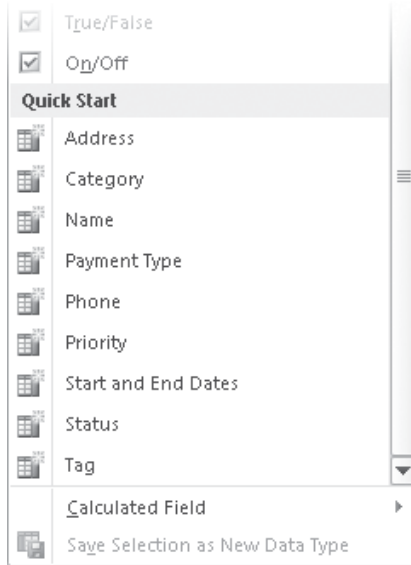 True/False
On/Off
Quick Start
Address
Category
Name
Payment Type
Phone
Priority
Start and End Dates
Status
Tag
Calculated Field
Save Selection as New Data Type